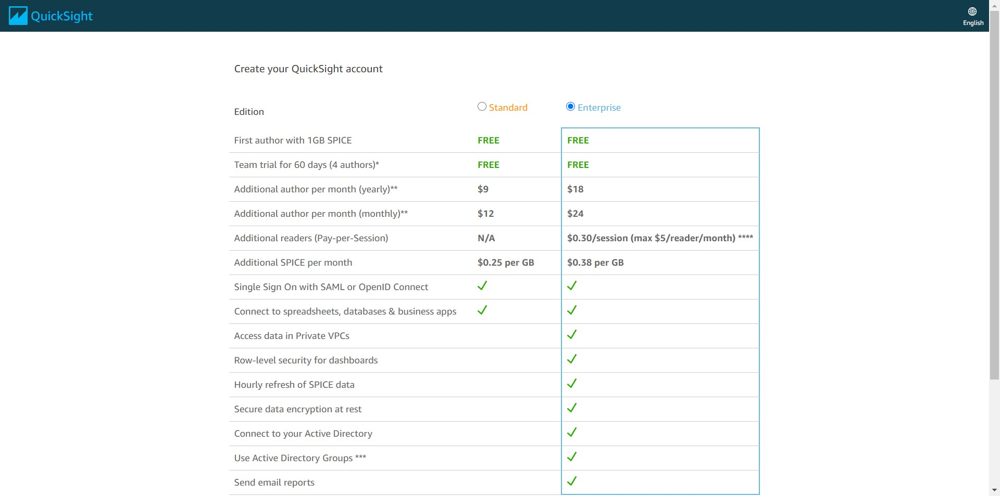 QuickSight
English
Create your QuickSight account
Edition Standard Enterprise
First author with 1GB SPICE FREE FREE
Team trial for 60 days (4 authors)* FREE FREE
Additional author per month (yearly)** $9 $18
Additional author per month (monthly)** $12 $24
Additional readers (Pay-per-Session) N/A $0.30/session (max $5/reader/month) ****
Additional SPICE per month $0.25 per GB $0.38 per GB
Single Sign On with SAML or OpenID Connect
Connect to spreadsheets, databases & business apps
Access data in Private VPCs
Row-level security for dashboards
Hourly refresh of SPICE data
Secure data encryption at rest
Connect to your Active Directory
Use Active Directory Groups ***
Send email reports